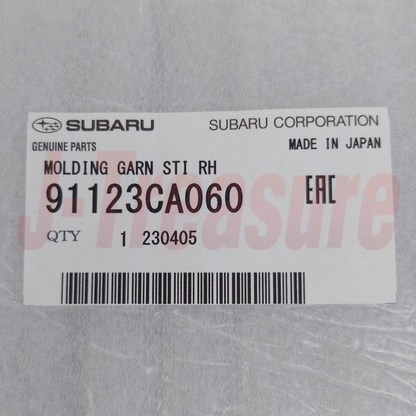 SUBARU
SUBARU CORPORATION
GENUINE PARTS
MADE IN JAPAN
MOLDING GARN STI RH
91123CA060
EAC
QTY 1 230405
J-Treasure